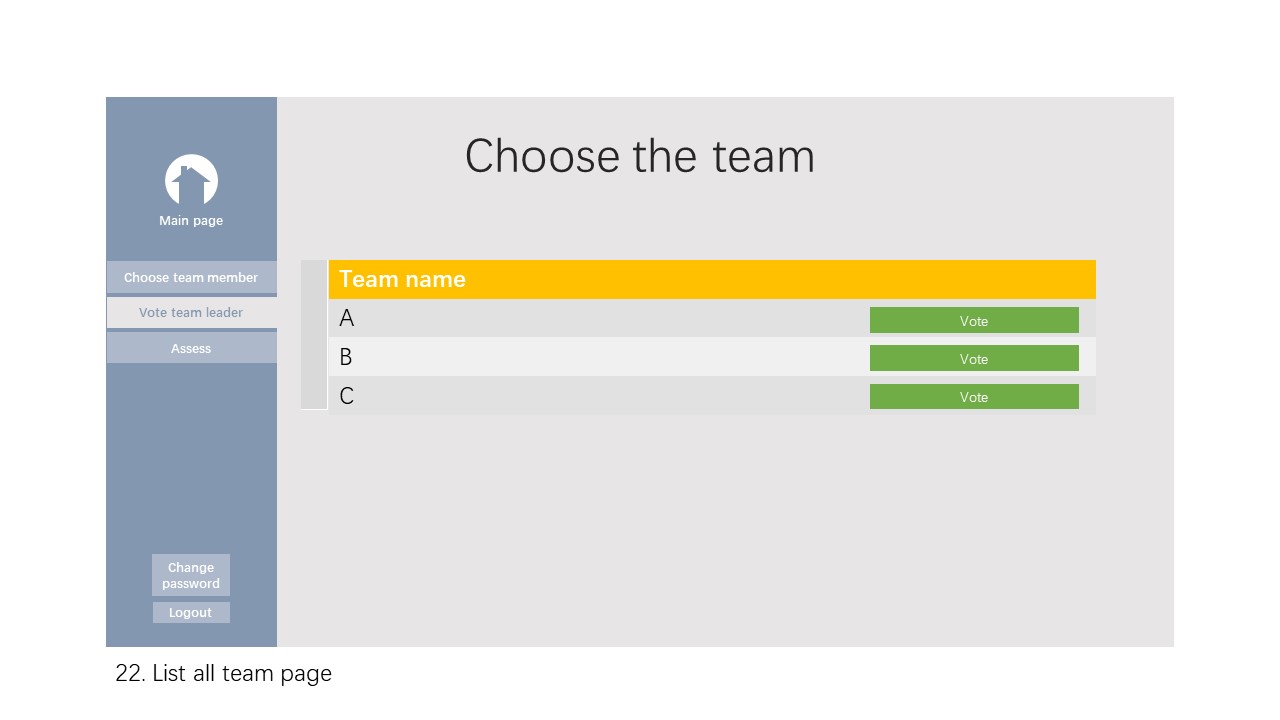 Choose the team
Main page
Choose team member
Vote team leader
Assess
Team name
A
Vote
B
Vote
C
Vote
Change
password
Logout
22. List all team page